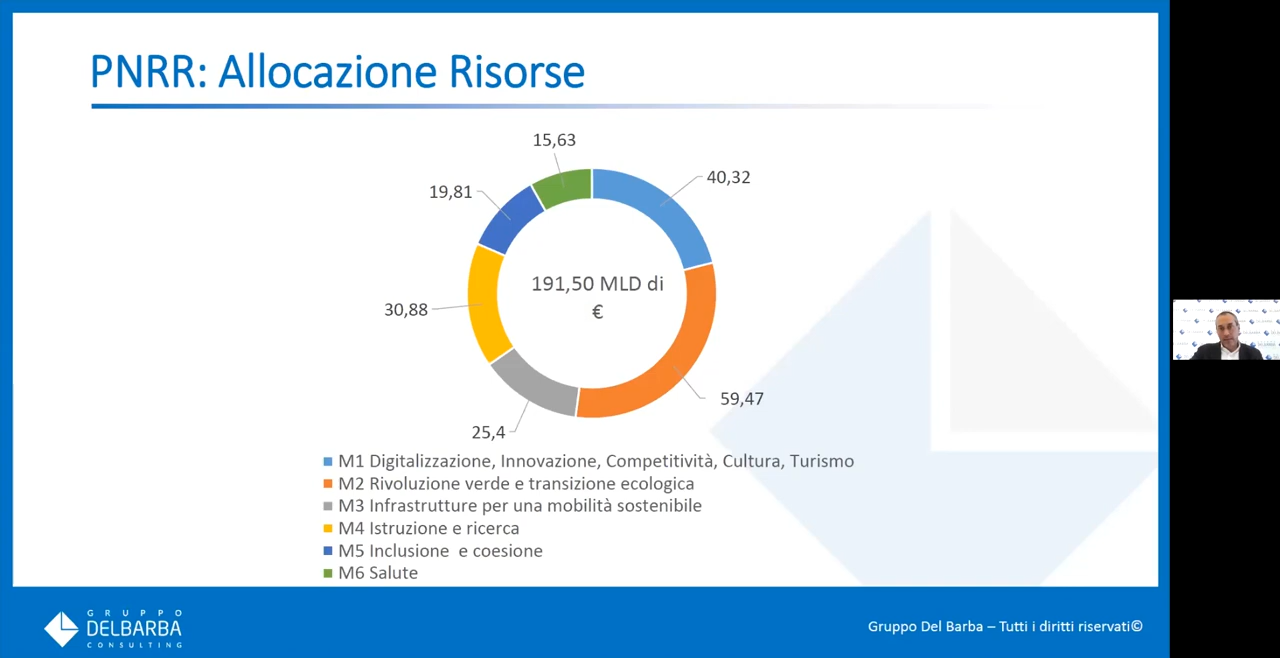 PNRR: Allocazione Risorse
15,63
40,32
19,81
191,50 MLD di
€
30,88
59,47
25,4
M1 Digitalizzazione, Innovazione, Competitività, Cultura, Turismo
M2 Rivoluzione verde e transizione ecologica
M3 Infrastrutture per una mobilità sostenibile
M4 Istruzione e ricerca
M5 Inclusione  e coesione
M6 Salute
GRUPPO
DELBARBA
CONSULTING
Gruppo Del Barba – Tutti i diritti riservati©